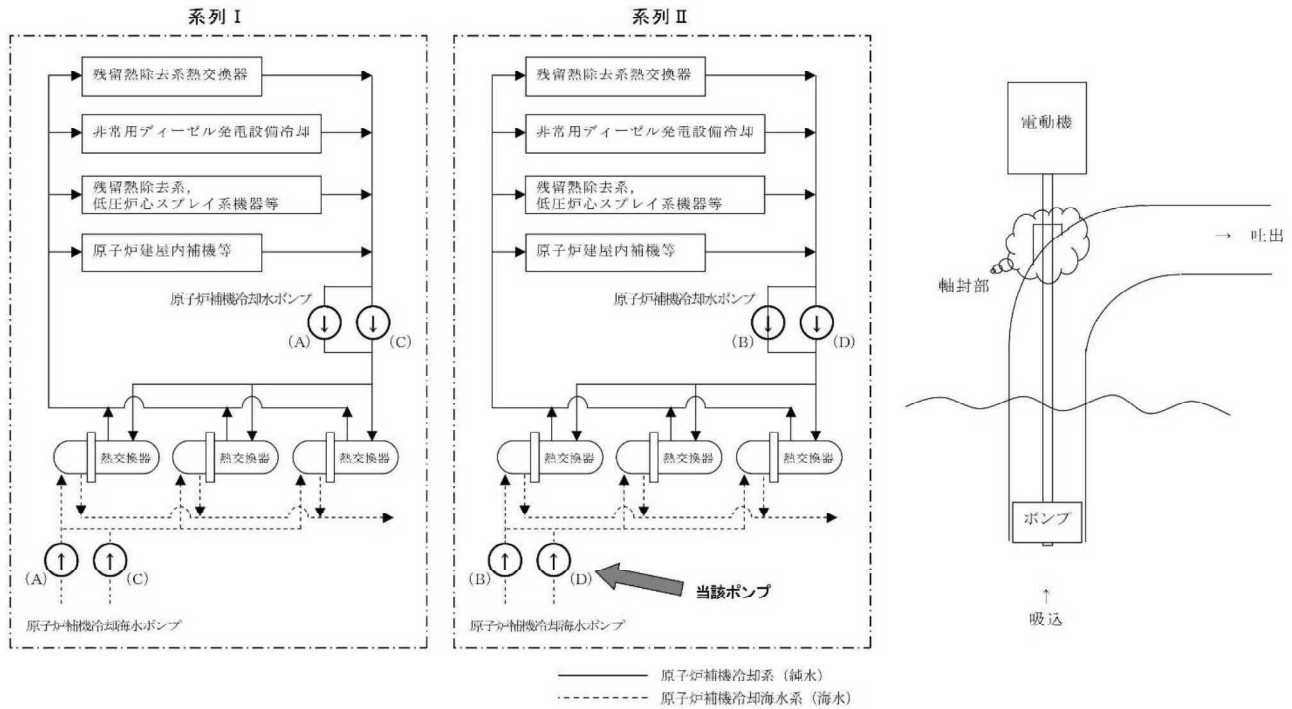 系列Ⅰ
残留熱除去系熱交換器
非常用ディーゼル発電設備冷却
残留熱除去系,
低圧炉心スプレイ系機器等
原子炉建屋内補機等
原子炉補機冷却水ポンプ
(A)
(C)
熱交換器
熱交換器
熱交換器
(A)
(C)
原子炉補機冷却海水ポンプ
系列Ⅱ
残留熱除去系熱交換器
非常用ディーゼル発電設備冷却
残留熱除去系,
低圧炉心スプレイ系機器等
原子炉建屋内補機等
原子炉補機冷却水ポンプ
(B)
(D)
熱交換器
熱交換器
熱交換器
(B)
(D)
当該ポンプ
原子炉補機冷却海水ポンプ
原子炉補機冷却系(純水)
原子炉補機冷却海水系(海水)
電動機
→ 吐出
軸封部
ポンプ
↑
吸込